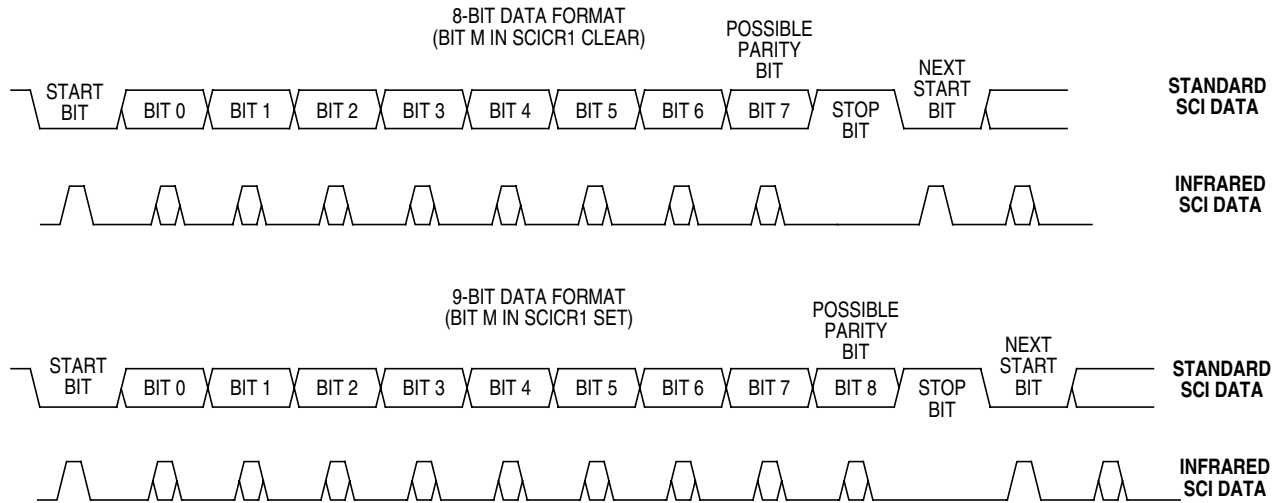 8-BIT DATA FORMAT
(BIT M IN SCICR1 CLEAR)
POSSIBLE
PARITY
BIT
START
BIT
BIT 0
BIT 1
BIT 2
BIT 3
BIT 4
BIT 5
BIT 6
BIT 7
STOP
BIT
NEXT
START
BIT
STANDARD
SCI DATA
INFRARED
SCI DATA
9-BIT DATA FORMAT
(BIT M IN SCICR1 SET)
POSSIBLE
PARITY
BIT
START
BIT
BIT 0
BIT 1
BIT 2
BIT 3
BIT 4
BIT 5
BIT 6
BIT 7
BIT 8
STOP
BIT
NEXT
START
BIT
STANDARD
SCI DATA
INFRARED
SCI DATA